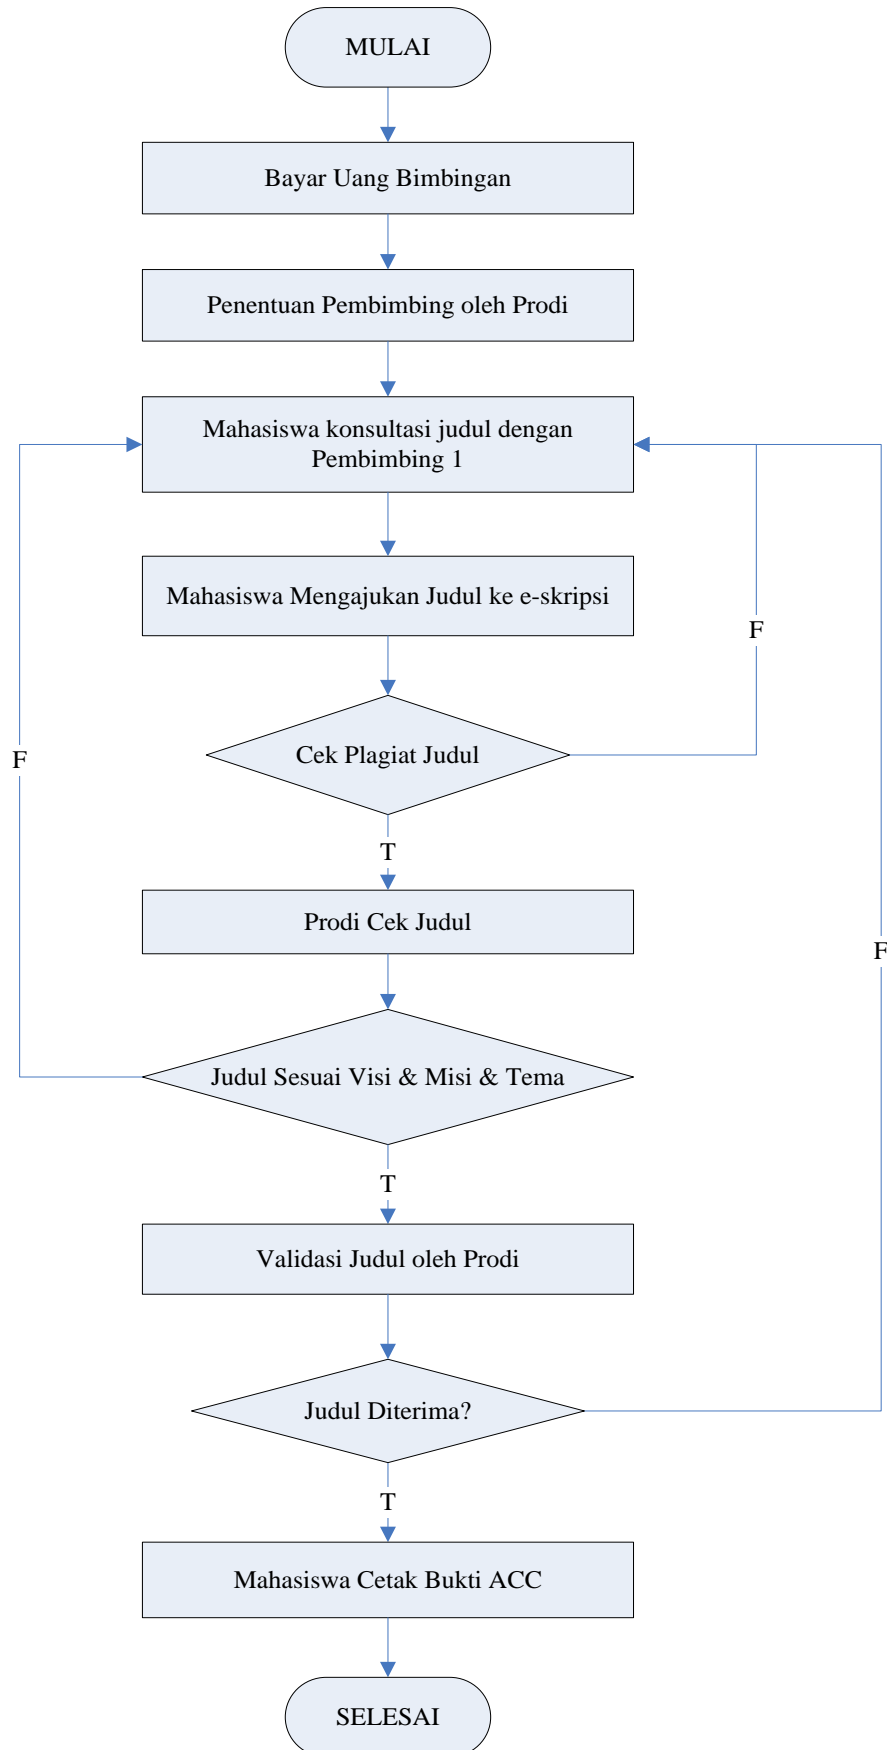 MULAI
Bayar Uang Bimbingan
Penentuan Pembimbing oleh Prodi
Mahasiswa konsultasi judul dengan
Pembimbing 1
Mahasiswa Mengajukan Judul ke e-skripsi
F
Cek Plagiat Judul
F
T
Prodi Cek Judul
F
Judul Sesuai Visi & Misi & Tema
T
Validasi Judul oleh Prodi
Judul Diterima?
T
Mahasiswa Cetak Bukti ACC
SELESAI